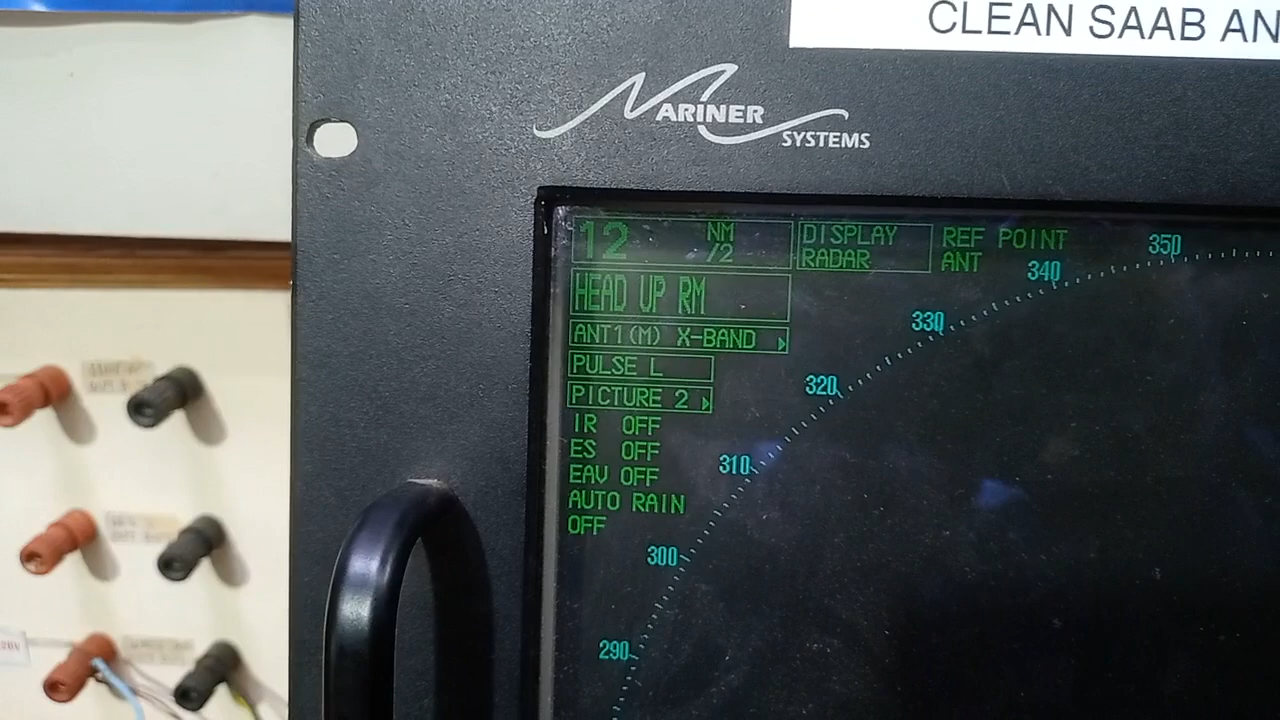 CLEAN SAAB AN
MARINER
SYSTEMS
12 NM
/2
DISPLAY
RADAR
REF POINT
ANT
HEAD UP RM
ANT1(M) X-BAND
PULSE L
PICTURE 2
IR OFF
ES OFF
EAV OFF
AUTO RAIN
OFF
350
340
330
320
310
300
290